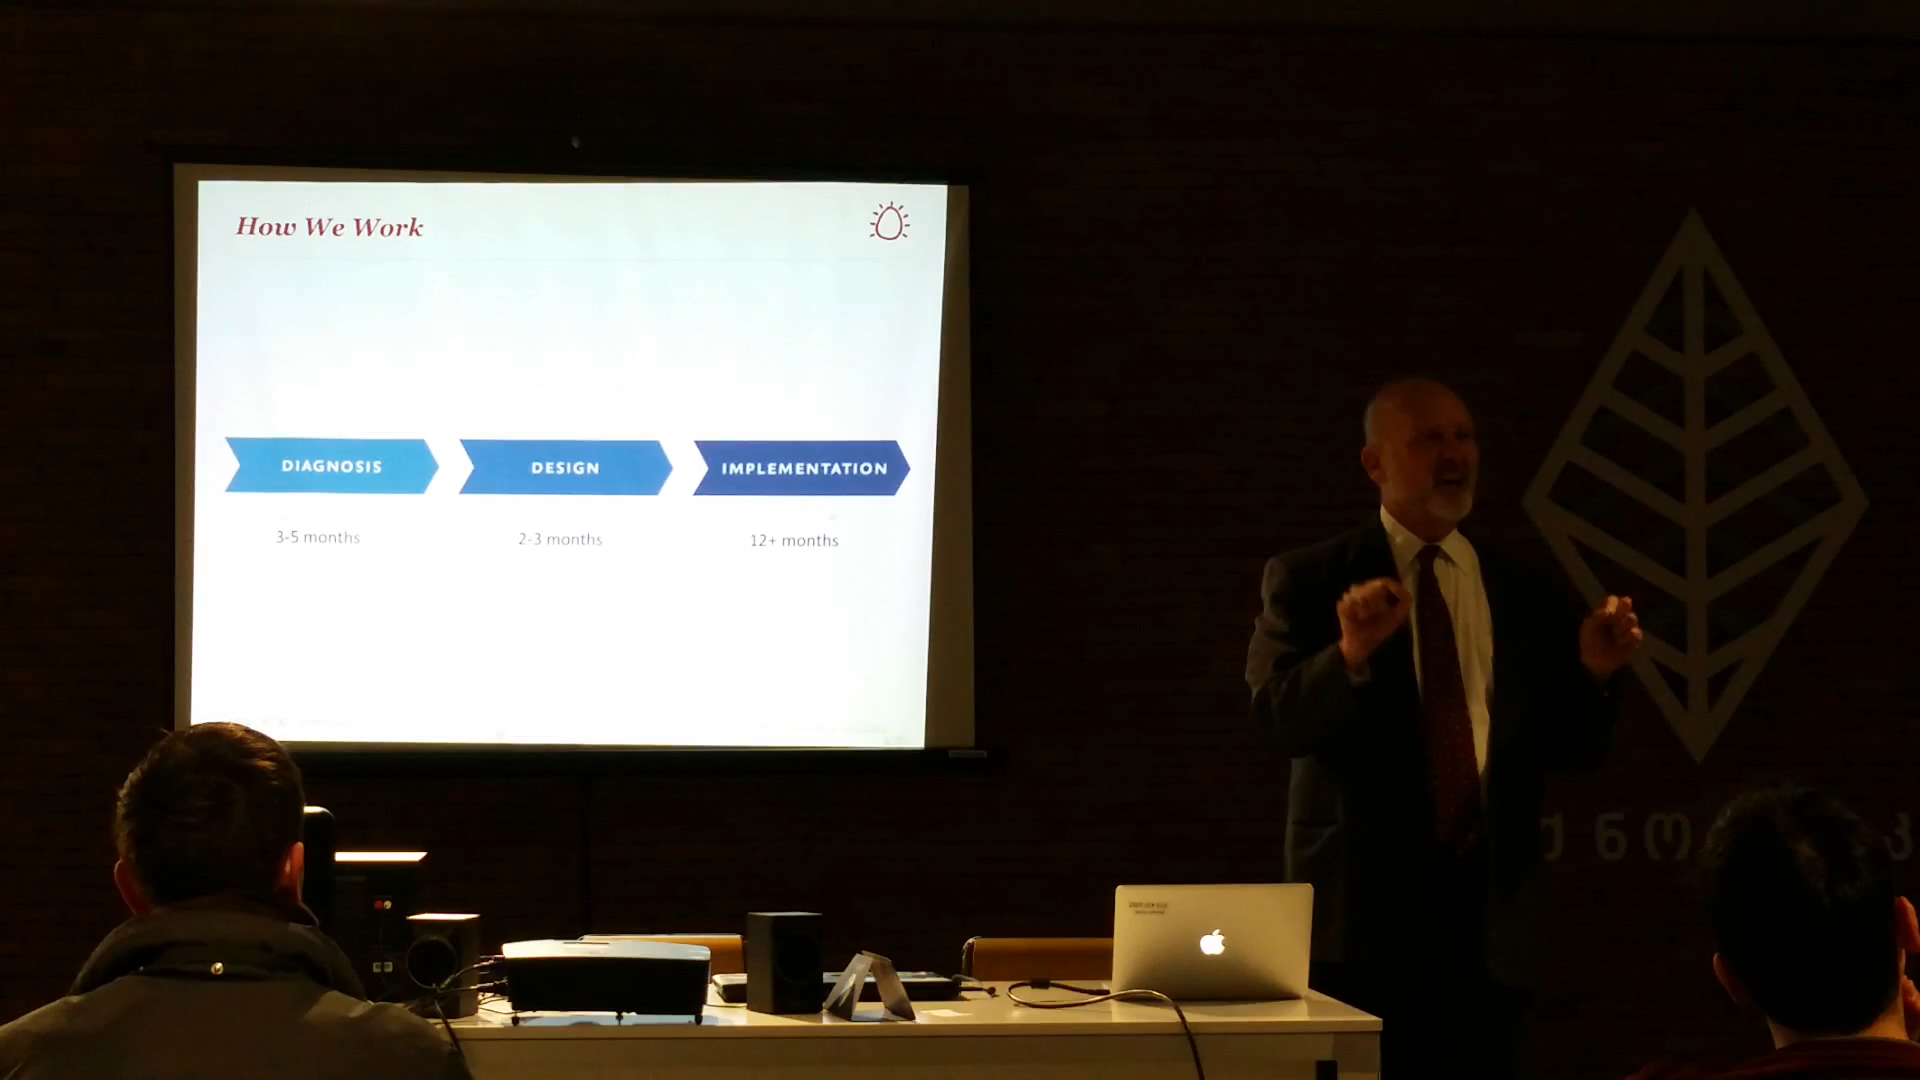 How We Work
DIAGNOSIS
DESIGN
IMPLEMENTATION
3-5 months
2-3 months
12+ months